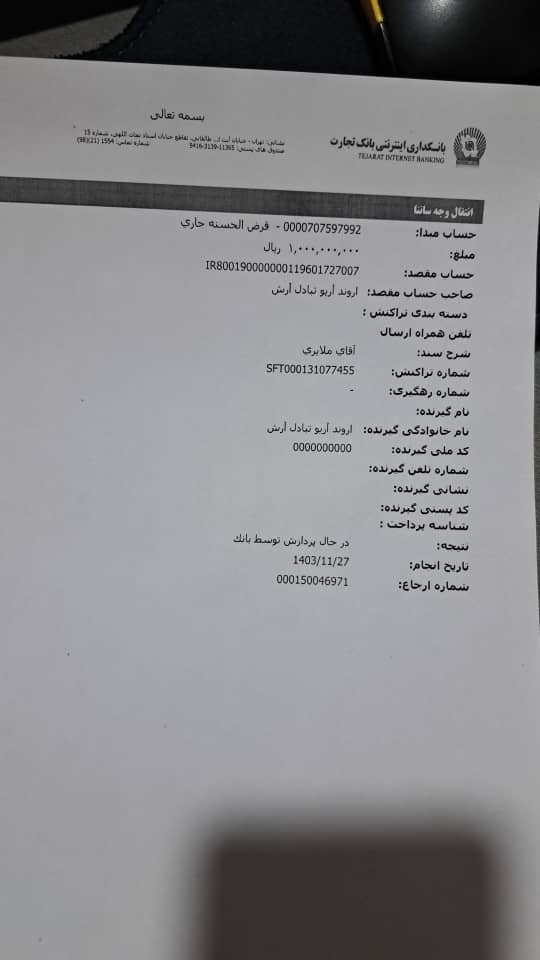 بسمه تعالی
بانکداری اینترنتی بانک تجارت
TEJARAT INTERNET BANKING
نشانی: تهران - خیابان آیت ا... طالقانی، تقاطع خیابان استاد نجات اللهی، شماره 15
صندوق های پستی: 11365-3139-5416
شماره تماس: 1554 (21)(98)
انتقال وجه ساتنا
حساب مبدا: 0000707597992 - قرض الحسنه جاري
مبلغ: ۱,۰۰۰,۰۰۰,۰۰۰ ریال
حساب مقصد: IR800190000000119601727007
صاحب حساب مقصد: اروند آریو تبادل آرش
دسته بندی تراکنش :
تلفن همراه ارسال
شرح سند: آقاي ملايري
شماره تراکنش: SFT000131077455
شماره رهگیری: -
نام گیرنده:
نام خانوادگی گیرنده: اروند آریو تبادل آرش
کد ملی گیرنده: 0000000000
شماره تلفن گیرنده:
نشانی گیرنده:
کد پستی گیرنده:
شناسه پرداخت :
نتیجه: در حال پردازش توسط بانك
تاریخ انجام: 1403/11/27
شماره ارجاع: 000150046971